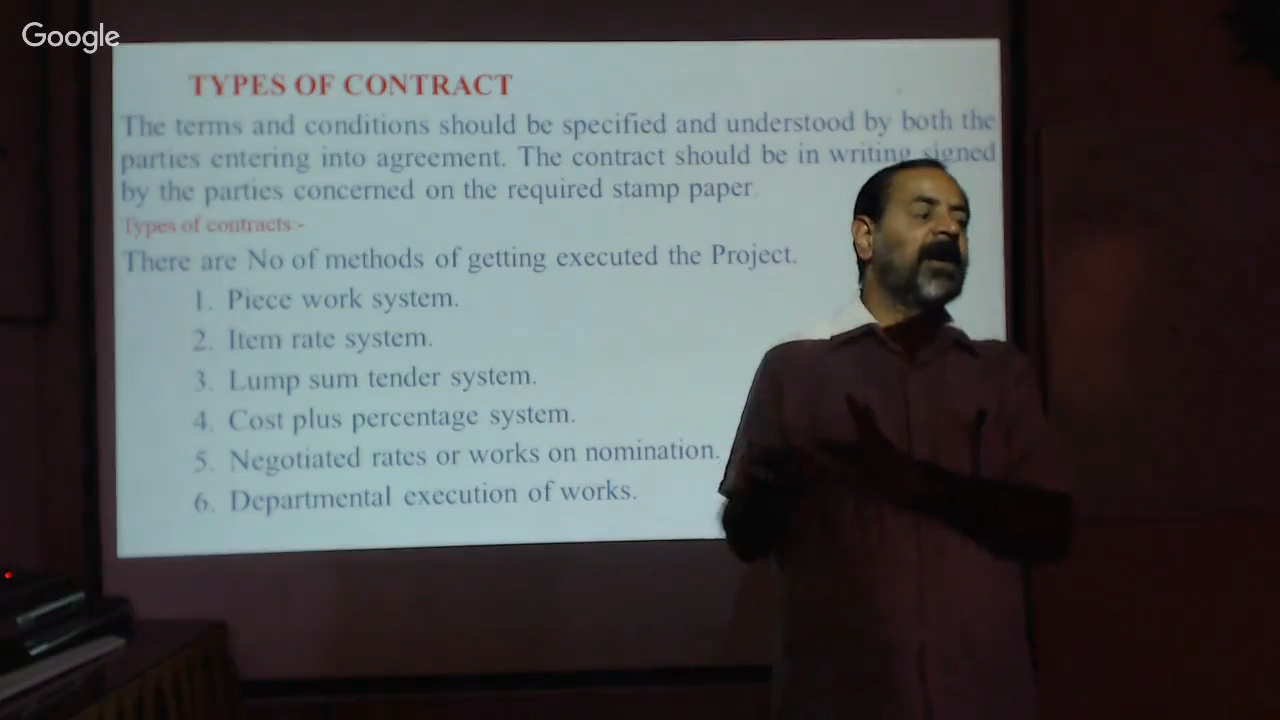 Google
TYPES OF CONTRACT
The terms and conditions should be specified and understood by both the
parties entering into agreement. The contract should be in writing signed
by the parties concerned on the required stamp paper.
Types of contracts:-
There are No of methods of getting executed the Project.
1. Piece work system.
2. Item rate system.
3. Lump sum tender system.
4. Cost plus percentage system.
5. Negotiated rates or works on nomination.
6. Departmental execution of works.